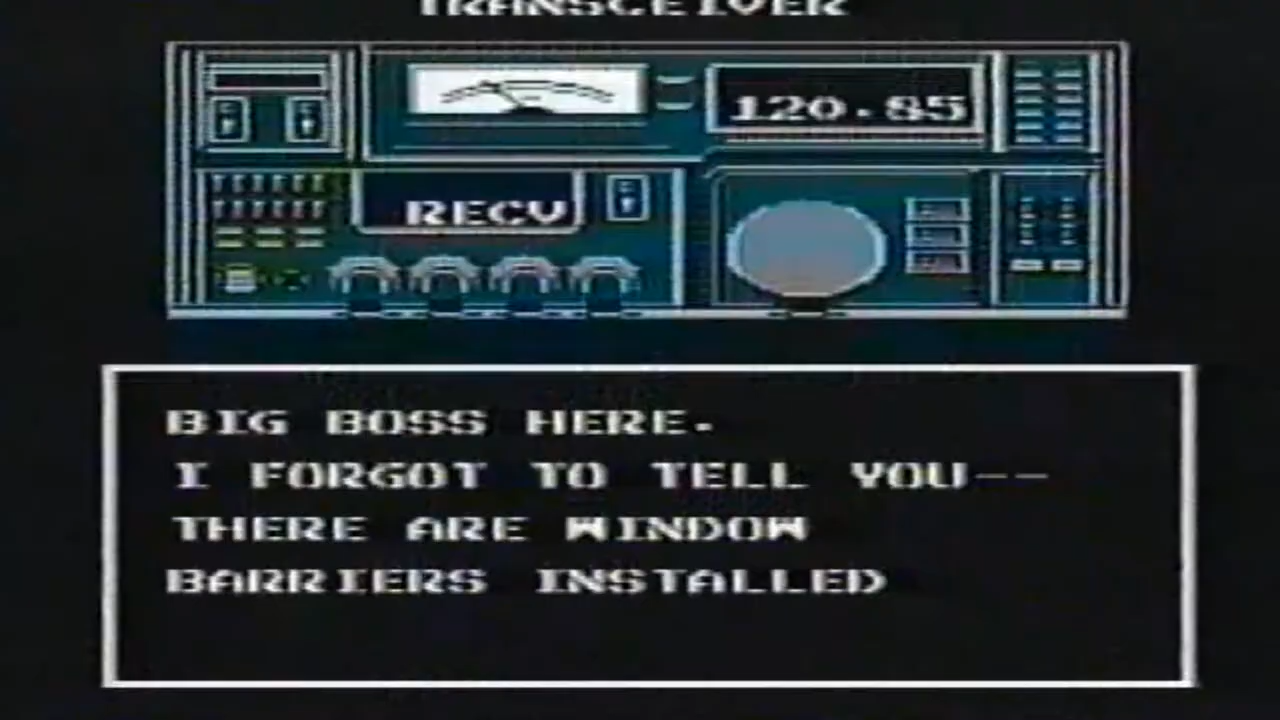 TRANSCEIVER
120.85
RECV
BIG BOSS HERE.
I FORGOT TO TELL YOU--
THERE ARE WINDOW
BARRIERS INSTALLED